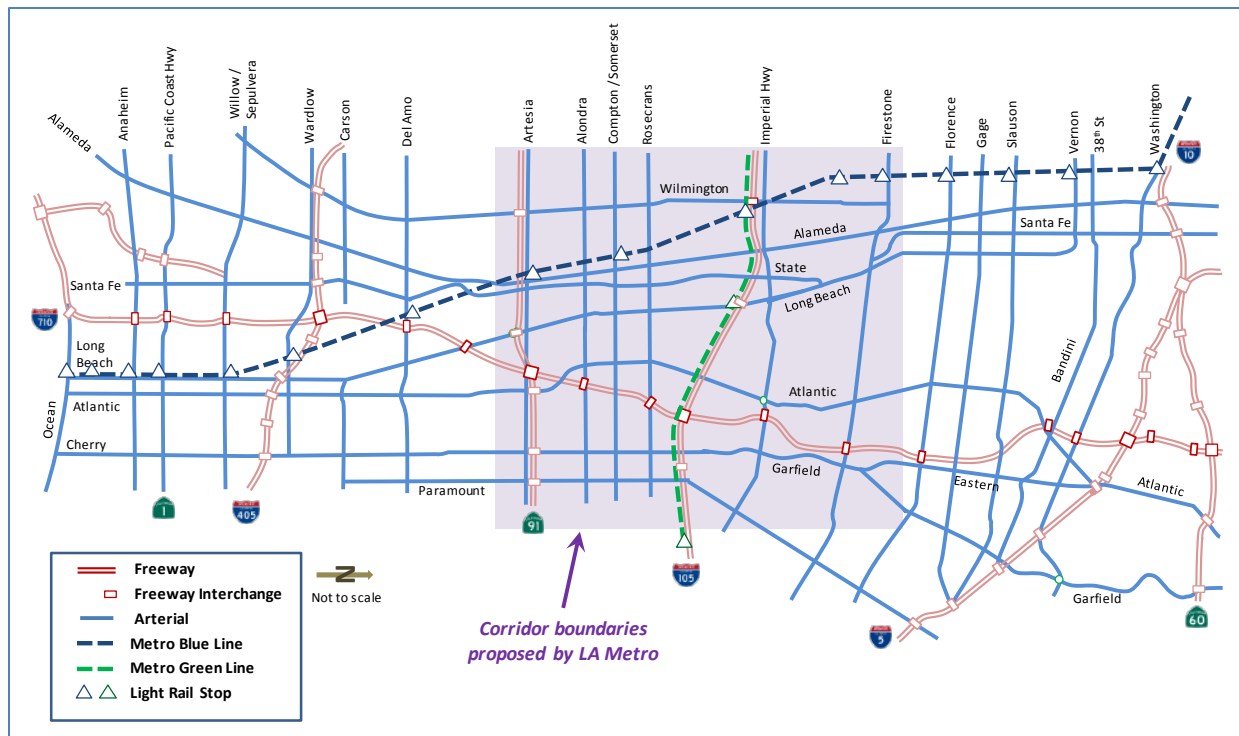 Alameda
Anaheim
Pacific Coast Hwy
Willow /
Sepulvera
Wardlow
Carson
Del Amo
Artesia
Alondra
Compton / Somerset
Rosecrans
Imperial Hwy
Firestone
Florence
Gage
Slauson
Vernon
38th St
Washington
10
Wilmington
Alameda
Santa Fe
State
Long Beach
Santa Fe
710
Long
Beach
Atlantic
Ocean
Cherry
Atlantic
Bandini
Garfield
Eastern
Atlantic
Paramount
1
405
91
105
5
Garfield
60
Freeway
Freeway Interchange
Arterial
Metro Blue Line
Metro Green Line
Light Rail Stop
N
Not to scale
Corridor boundaries
proposed by LA Metro